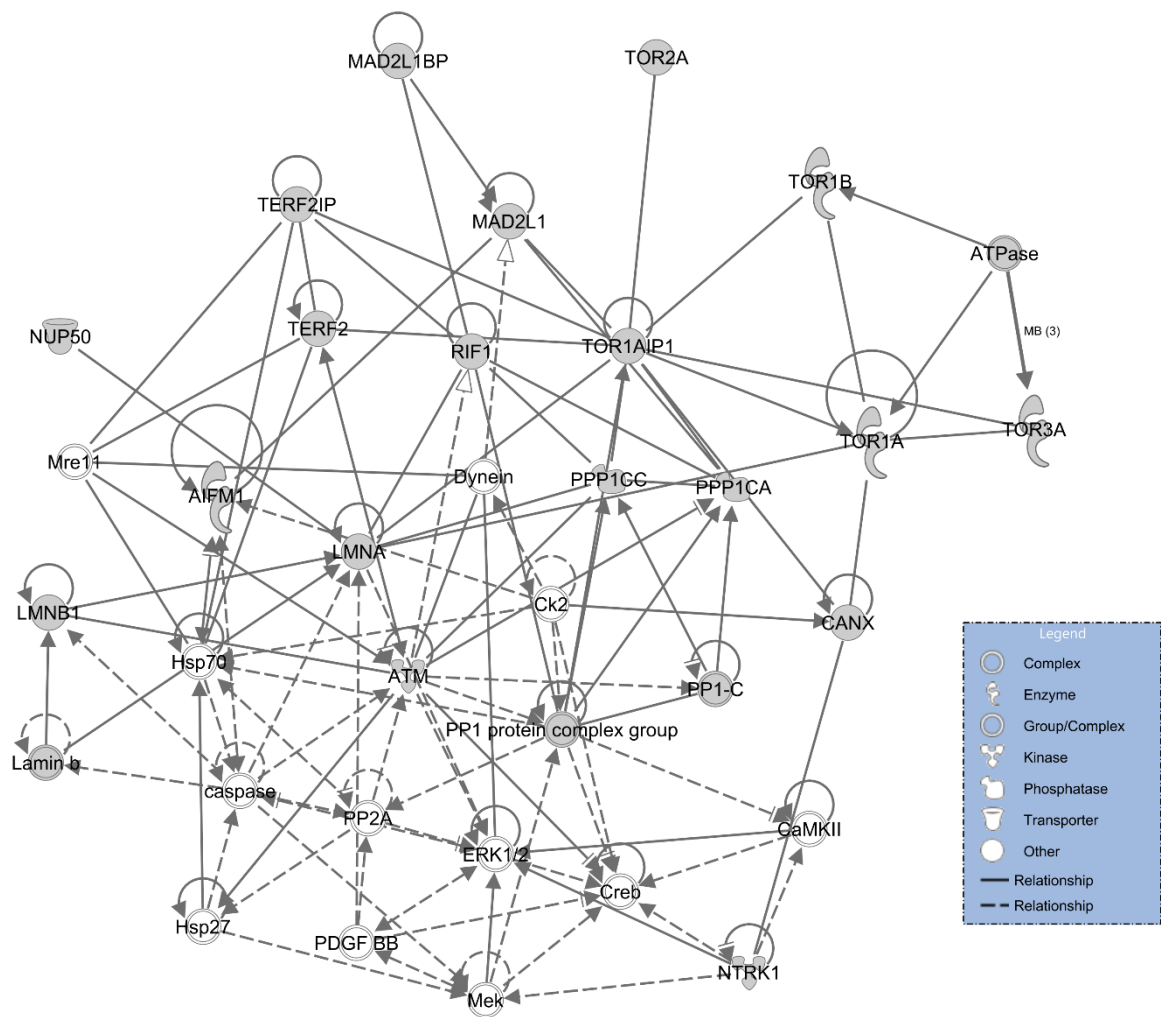 MAD2L1BP
TOR2A
TOR1B
TERF2IP
MAD2L1
ATPase
MB (3)
NUP50
TERF2
RIF1
TOR1AIP1
TOR1A
TOR3A
Mre11
AIFM1
Dynein
PPP1CC
PPP1CA
LMNA
LMNB1
Ck2
CANX
Hsp70
ATM
PP1-C
PP1 protein complex group
Lamin b
caspase
PP2A
CaMKII
ERK1/2
Creb
Hsp27
PDGF BB
NTRK1
Mek
Legend
Complex
Enzyme
Group/Complex
Kinase
Phosphatase
Transporter
Other
Relationship
Relationship